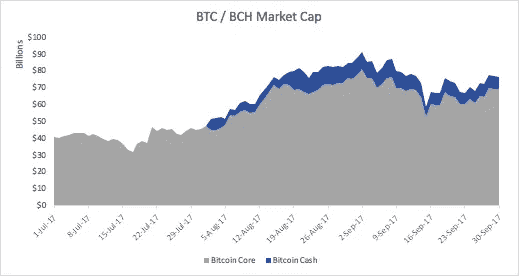 BTC / BCH Market Cap
Billions
$100
$90
$80
$70
$60
$50
$40
$30
$20
$10
$0
1-Jul-17
8-Jul-17
15-Jul-17
22-Jul-17
29-Jul-17
5-Aug-17
12-Aug-17
19-Aug-17
26-Aug-17
2-Sep-17
9-Sep-17
16-Sep-17
23-Sep-17
30-Sep-17
Bitcoin Core Bitcoin Cash